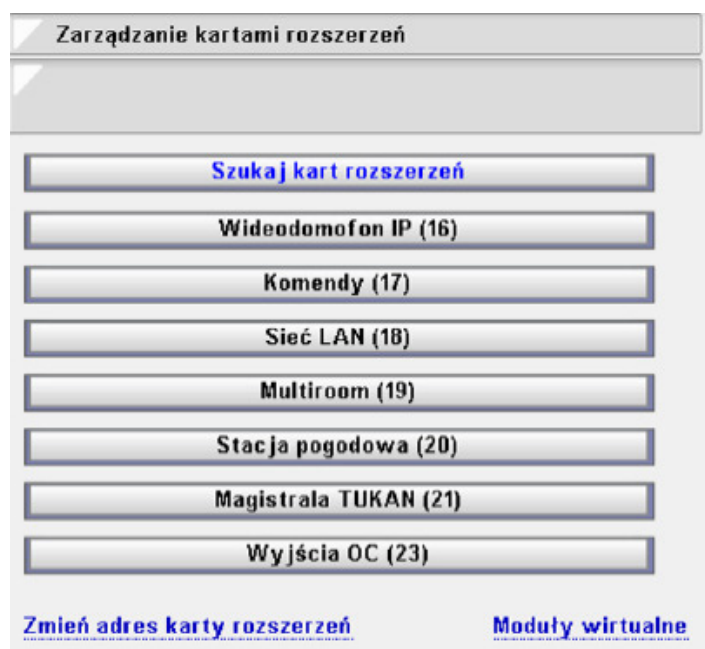 Zarządzanie kartami rozszerzeń
Szukaj kart rozszerzeń
Wideodomofon IP (16)
Komendy (17)
Sieć LAN (18)
Multiroom (19)
Stacja pogodowa (20)
Magistrala TUKAN (21)
Wyjścia OC (23)
Zmień adres karty rozszerzeń Moduły wirtualne